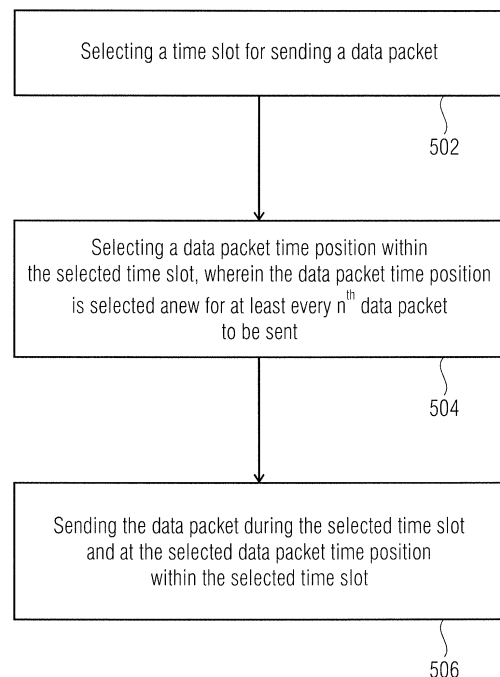 Selecting a time slot for sending a data packet
502
Selecting a data packet time position within
the selected time slot, wherein the data packet time position
is selected anew for at least every nth data packet
to be sent
504
Sending the data packet during the selected time slot
and at the selected data packet time position
within the selected time slot
506